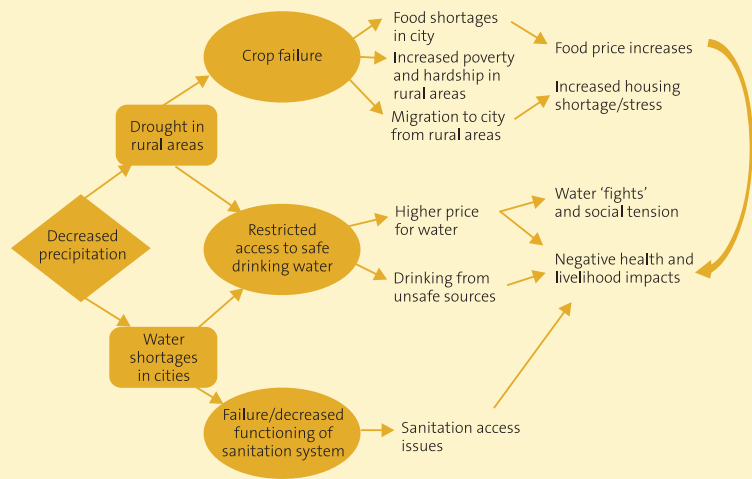 Crop failure
Food shortages
in city
Increased poverty
and hardship in
rural areas
Migration to city
from rural areas
Food price increases
Increased housing
shortage/stress
Drought in
rural areas
Decreased
precipitation
Restricted
access to safe
drinking water
Higher price
for water
Drinking from
unsafe sources
Water ‘fights’
and social tension
Negative health and
livelihood impacts
Water
shortages
in cities
Failure/decreased
functioning of
sanitation system
Sanitation access
issues